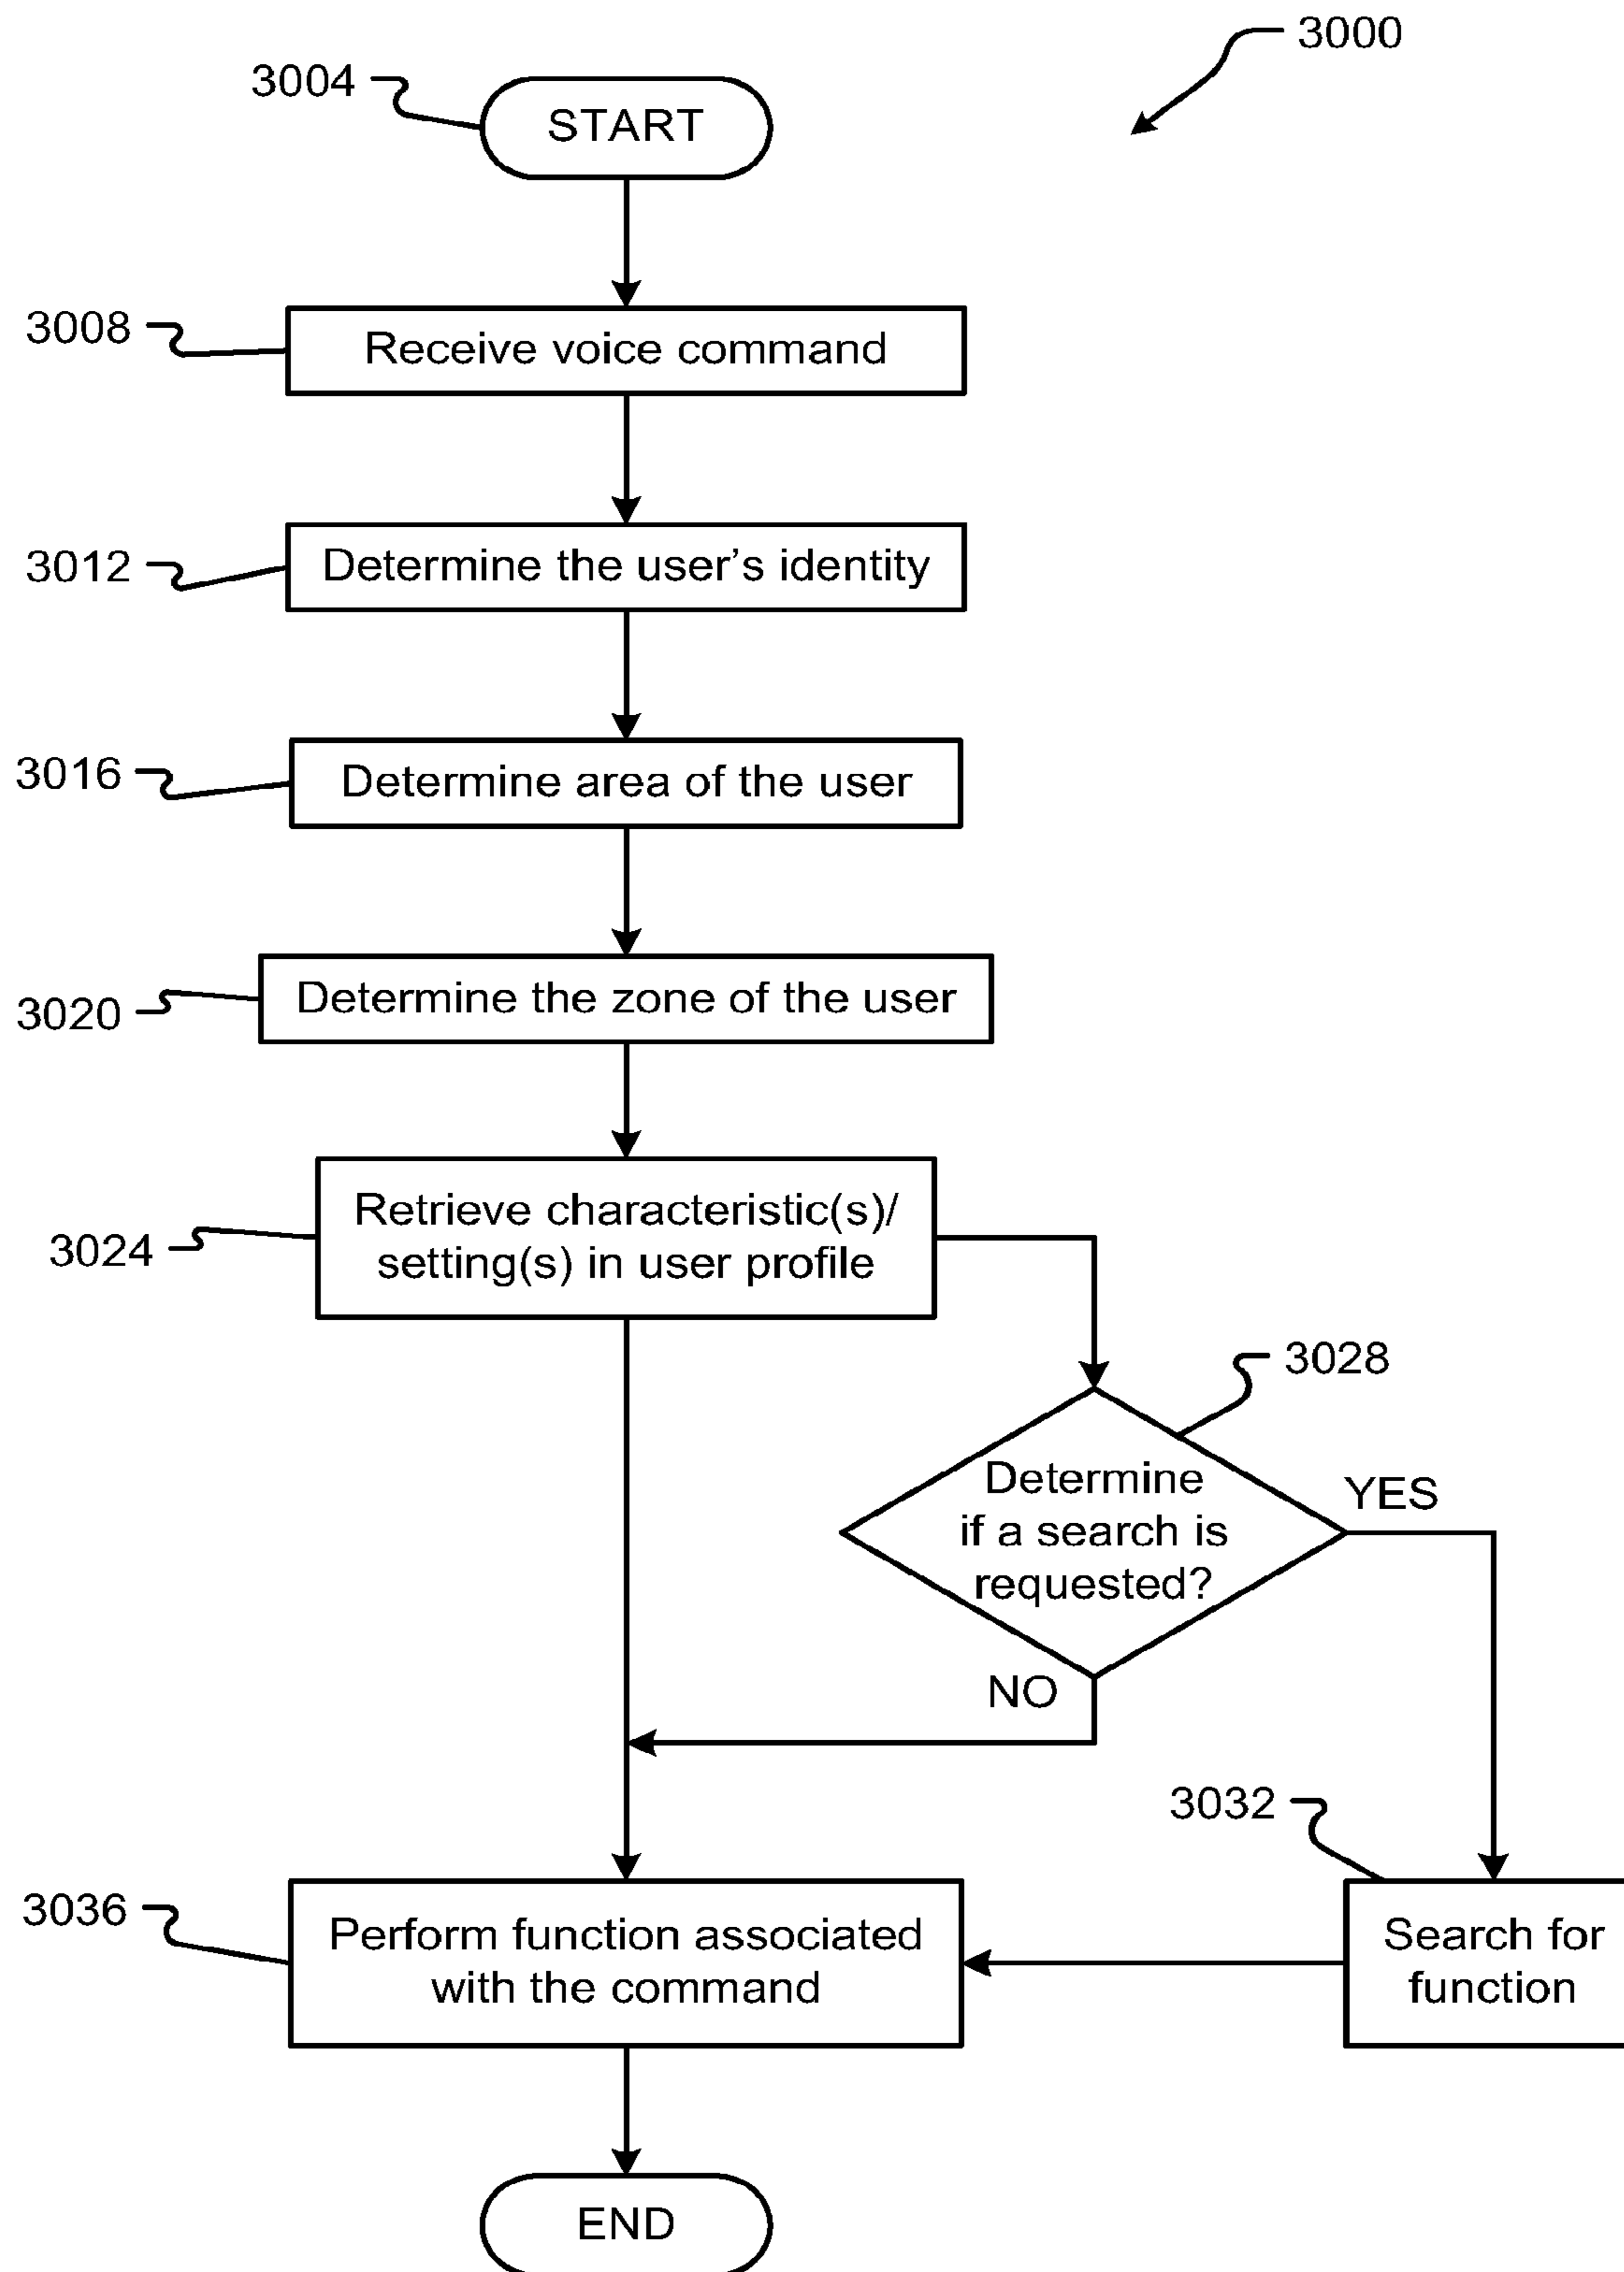 3000
3004
START
3008
Receive voice command
3012
Determine the user's identity
3016
Determine area of the user
3020
Determine the zone of the user
3024
Retrieve characteristic(s)/
setting(s) in user profile
3028
Determine
if a search is
requested?
YES
NO
3032
Search for
function
3036
Perform function associated
with the command
END